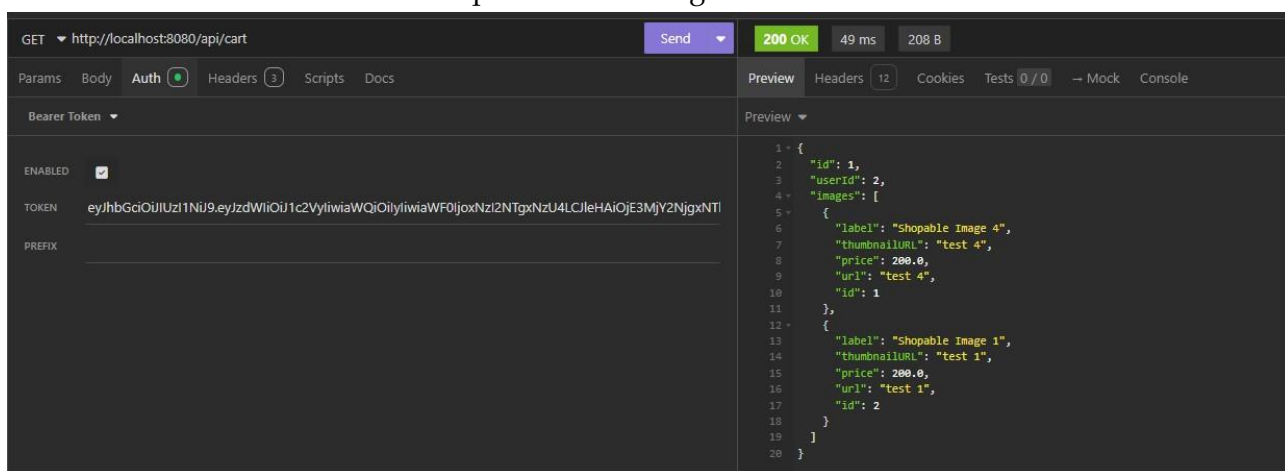 GET http://localhost:8080/api/cart Send
Params Body Auth Headers 3 Scripts Docs
Bearer Token
ENABLED
TOKEN
PREFIX
200 OK 49 ms 208 B
Preview Headers 12 Cookies Tests 0 / 0 → Mock Console
Preview
1 {
2 "id": 1,
3 "userId": 2,
4 "images": [
5 {
6 "label": "Shopable Image 4",
7 "thumbnailURL": "test 4",
8 "price": 200.0,
9 "url": "test 4",
10 "id": 1
11 },
12 {
13 "label": "Shopable Image 1",
14 "thumbnailURL": "test 1",
15 "price": 200.0,
16 "url": "test 1",
17 "id": 2
18 }
19 ]
20 }